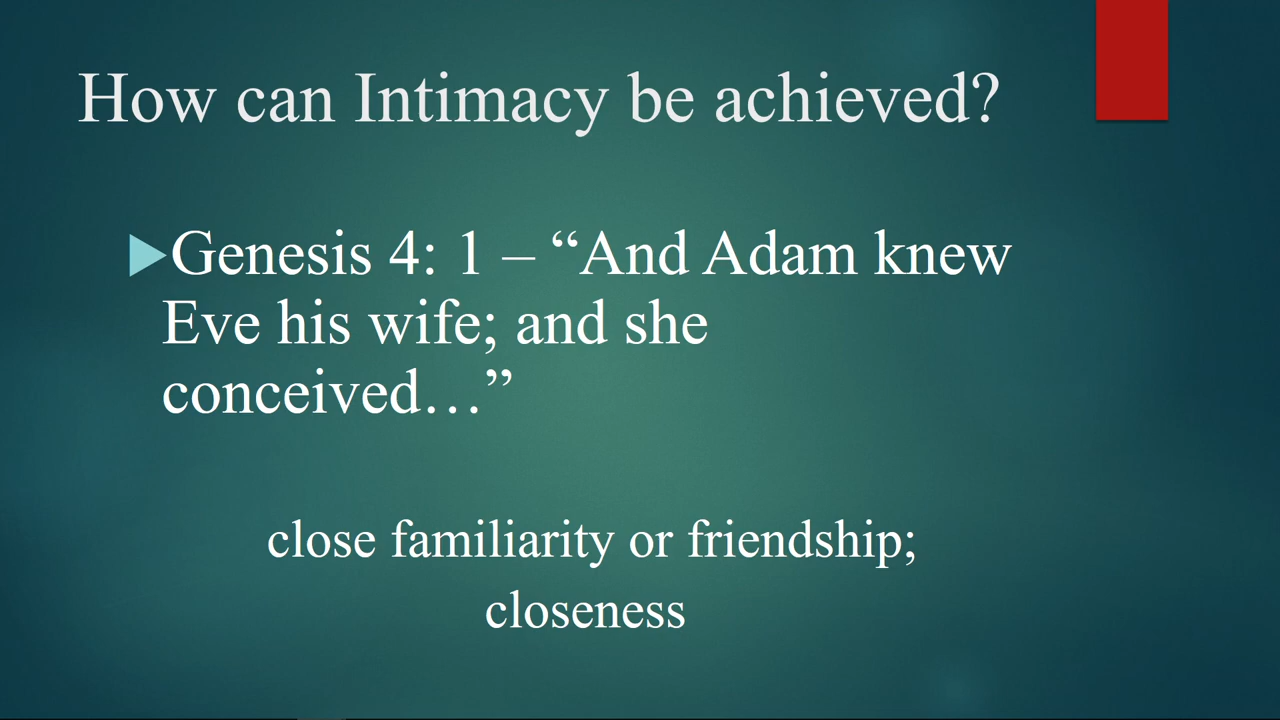 How can Intimacy be achieved?
Genesis 4: 1 – “And Adam knew
Eve his wife; and she
conceived…”
close familiarity or friendship;
closeness